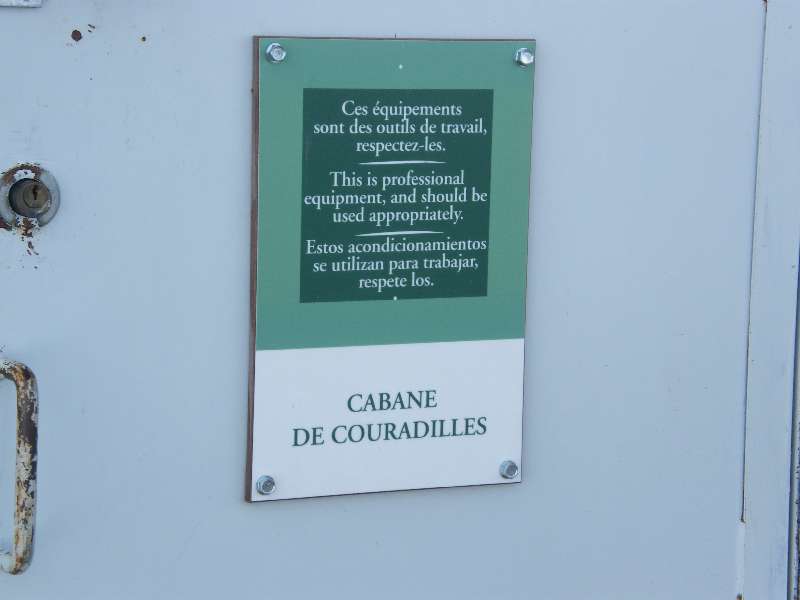 Ces équipements
sont des outils de travail,
respectez-les.
This is professional
equipment, and should be
used appropriately.
Estos acondicionamientos
se utilizan para trabajar,
respete los.
CABANE
DE COURADILLES